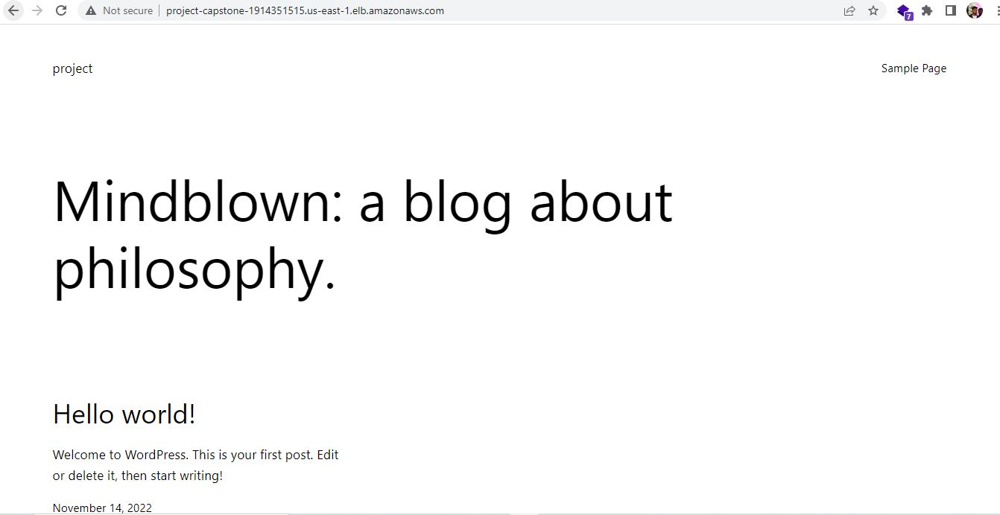 Not secure project-capstone-1914351515.us-east-1.elb.amazonaws.com
7
project
Sample Page
Mindblown: a blog about
philosophy.
Hello world!
Welcome to WordPress. This is your first post. Edit
or delete it, then start writing!
November 14, 2022